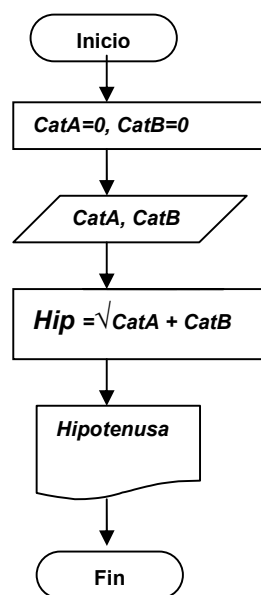 Inicio
CatA=0, CatB=0
CatA, CatB
Hip =√CatA + CatB
Hipotenusa
Fin